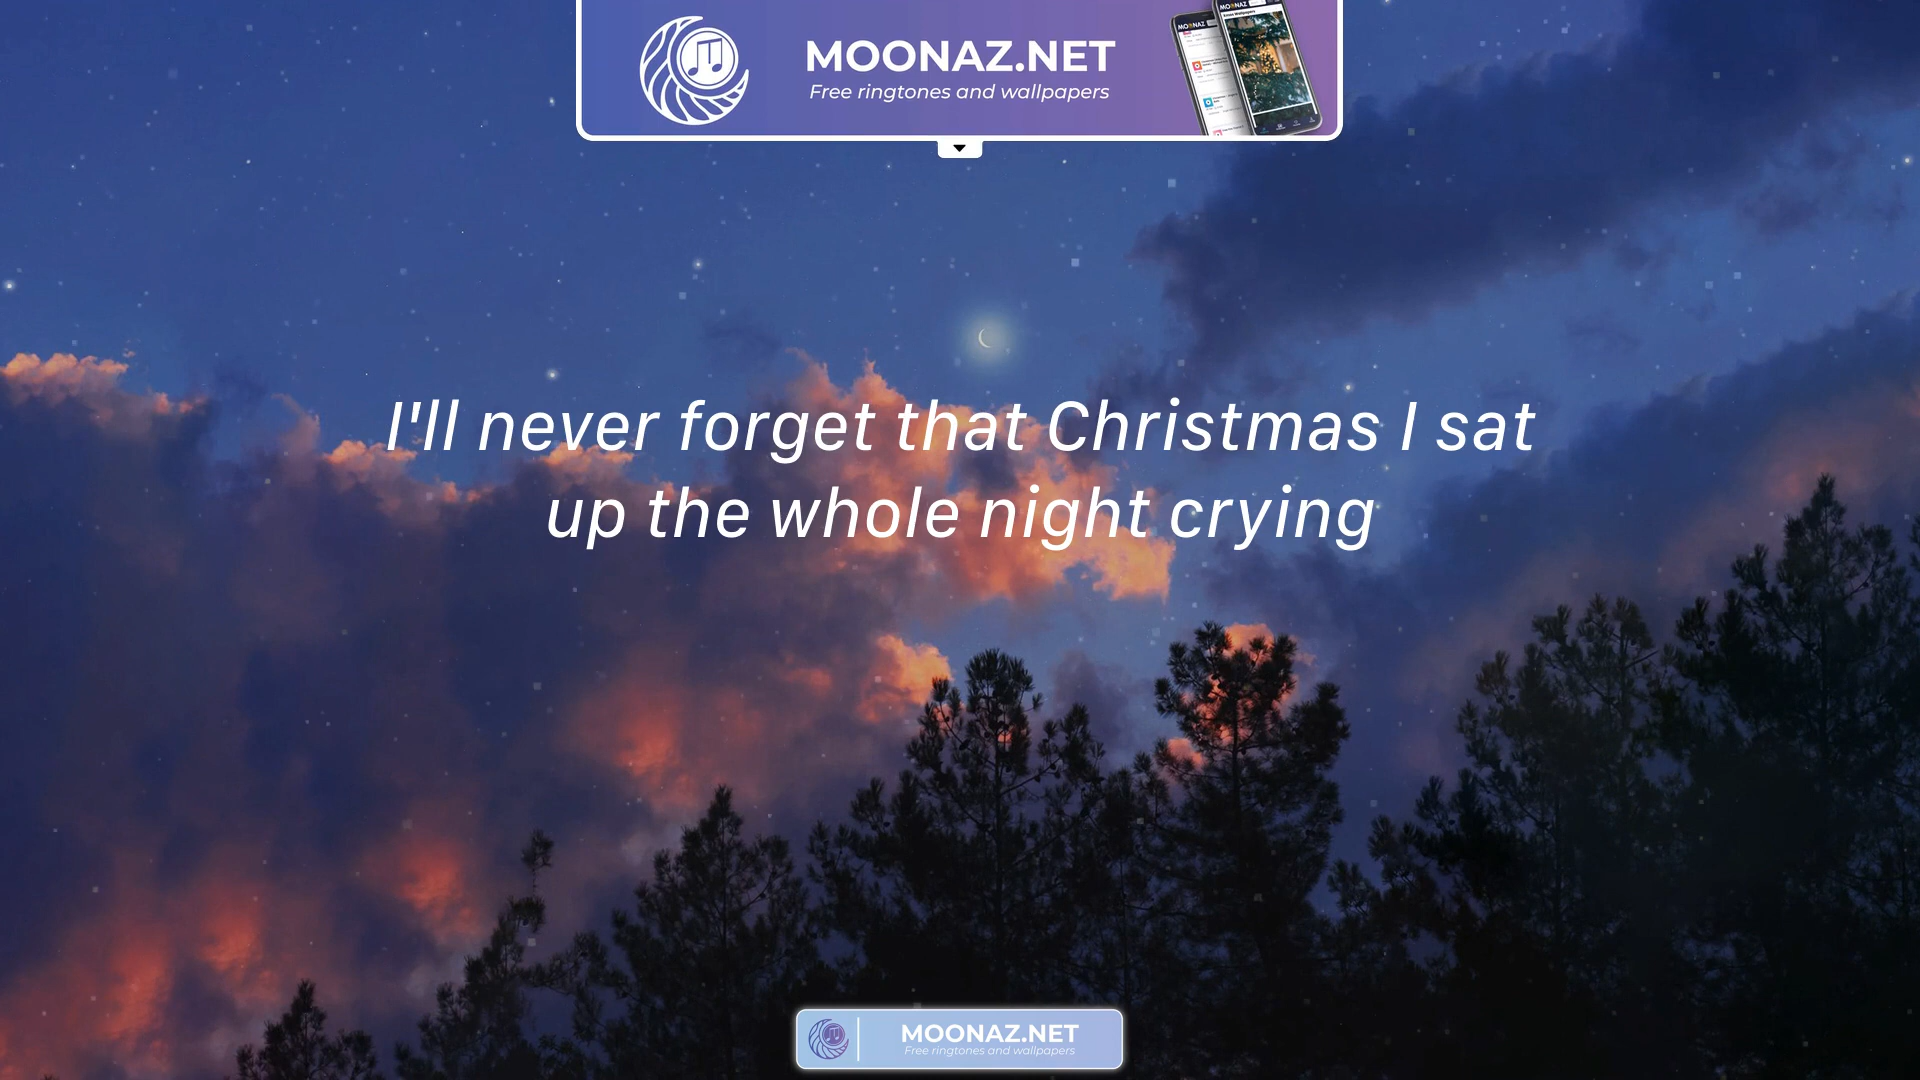 MOONAZ.NET
Free ringtones and wallpapers
I'll never forget that Christmas I sat
up the whole night crying
MOONAZ.NET
Free ringtones and wallpapers